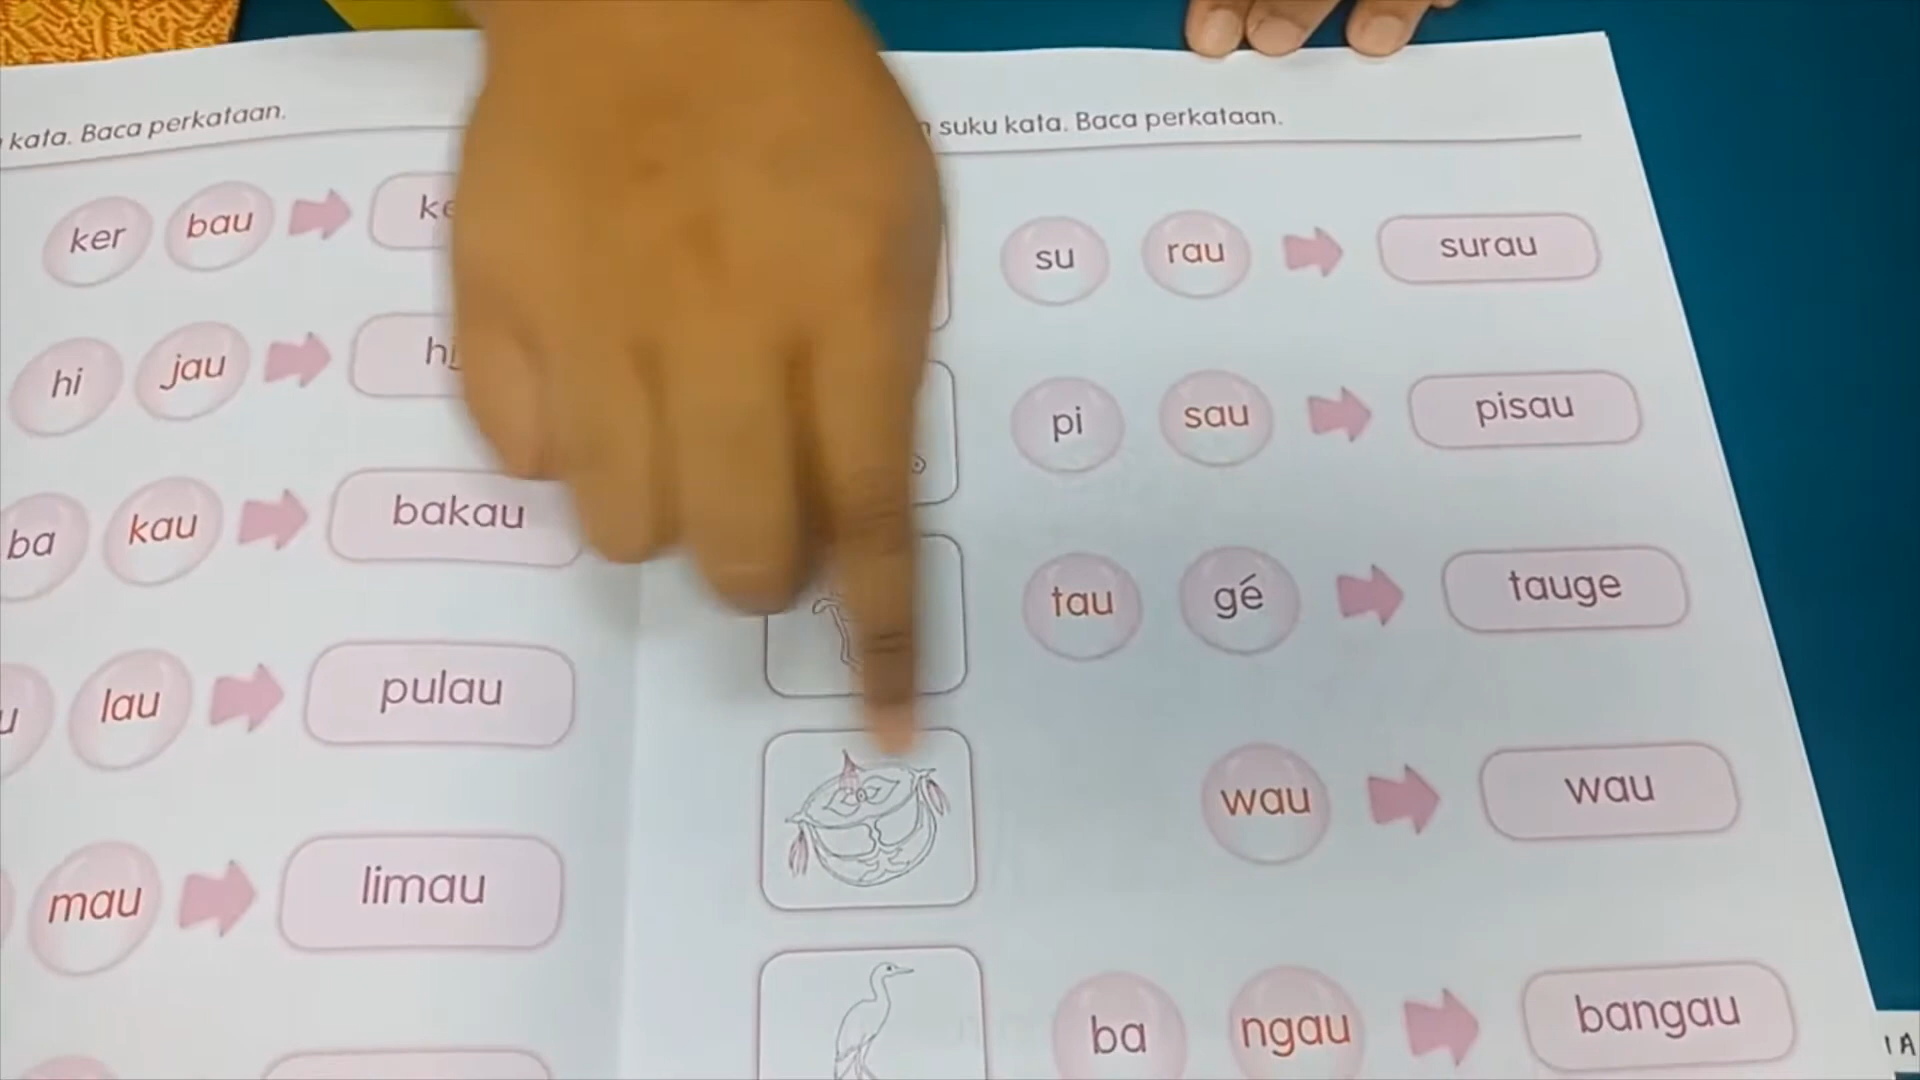 kata. Baca perkataan.
ker bau
hi jau
ba kau bakau
lau pulau
mau limau
suku kata. Baca perkataan.
su rau surau
pi sau pisau
tau gé tauge
wau wau
ba ngau bangau
1A